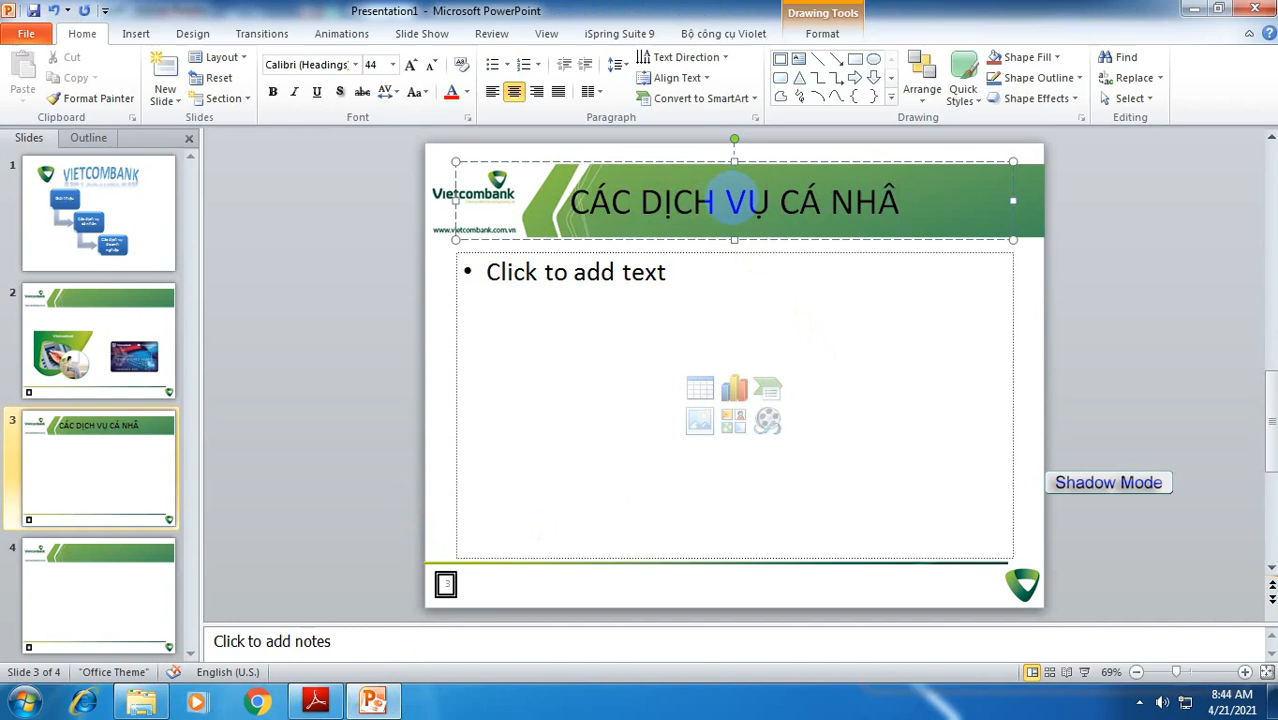 Presentation1 - Microsoft PowerPoint
Drawing Tools
File
Home
Insert
Design
Transitions
Animations
Slide Show
Review
View
iSpring Suite 9
Bộ công cụ Violet
Format
Paste
Cut
Copy
Format Painter
Clipboard
New Slide
Layout
Reset
Section
Slides
Calibri (Headings)
44
Font
Text Direction
Align Text
Convert to SmartArt
Paragraph
Arrange
Quick Styles
Shape Fill
Shape Outline
Shape Effects
Drawing
Find
Replace
Select
Editing
Slides
Outline
1
VIETCOMBANK
2
3
CÁC DỊCH VỤ CÁ NHÂ
4
Vietcombank
www.vietcombank.com.vn
CÁC DỊCH VỤ CÁ NHÂ
• Click to add text
3
Shadow Mode
Click to add notes
Slide 3 of 4
"Office Theme"
English (U.S.)
69%
8:44 AM
4/21/2021